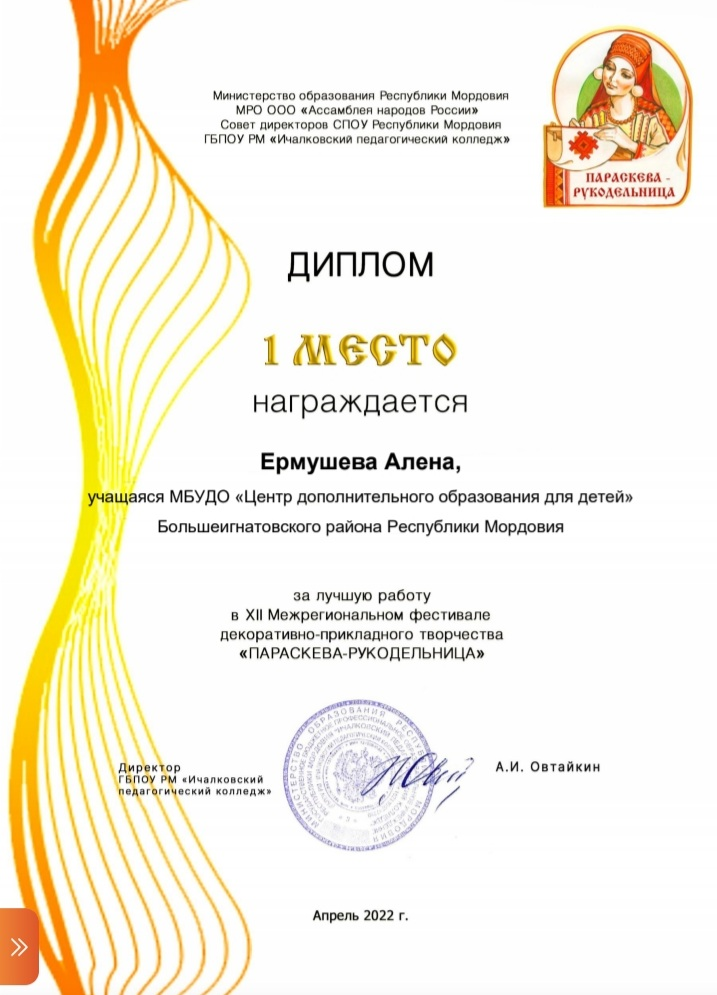 Министерство образования Республики Мордовия
МРО ООО «Ассамблея народов России»
Совет директоров СПОУ Республики Мордовия
ГБПОУ РМ «Ичалковский педагогический колледж»
ПАРАСКЕВА -
РУКОДЕЛЬНИЦА
ДИПЛОМ
1 МЕСТО
награждается
Ермушева Алена,
учащаяся МБУДО «Центр дополнительного образования для детей»
Большеигнатовского района Республики Мордовия
за лучшую работу
в XII Межрегиональном фестивале
декоративно-прикладного творчества
«ПАРАСКЕВА-РУКОДЕЛЬНИЦА»
Директор
ГБПОУ РМ «Ичалковский
педагогический колледж»
МИНИСТЕРСТВО ОБРАЗОВАНИЯ МОРДОВИЯ
А.И. Овтайкин
Апрель 2022 г.